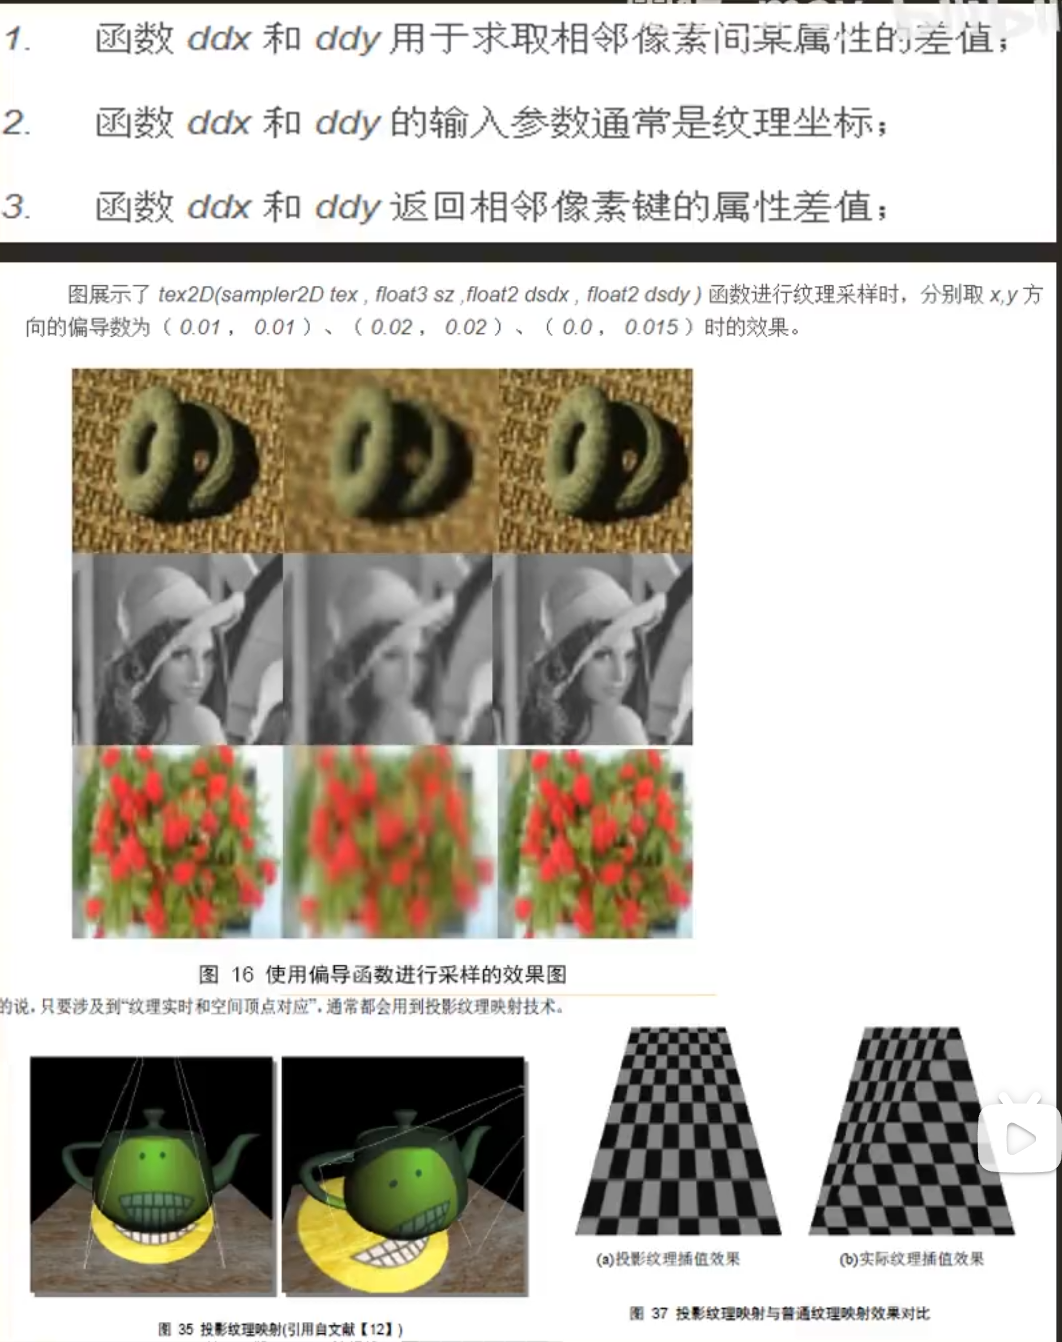 1. 函数 ddx 和 ddy 用于求取相邻像素间某属性的差值；
2. 函数 ddx 和 ddy 的输入参数通常是纹理坐标；
3. 函数 ddx 和 ddy 返回相邻像素键的属性差值；
图展示了 tex2D(sampler2D tex , float3 sz ,float2 dsdx , float2 dsdy ) 函数进行纹理采样时，分别取 x,y 方
向的偏导数为（ 0.01 ， 0.01 ）、（ 0.02 ， 0.02 ）、（ 0.0 ， 0.015 ）时的效果。
图 16 使用偏导函数进行采样的效果图
的说，只要涉及到“纹理实时和空间顶点对应”，通常都会用到投影纹理映射技术。
(a)投影纹理插值效果
(b)实际纹理插值效果
图 37 投影纹理映射与普通纹理映射效果对比
图 35 投影纹理映射(引用自文献【12】)